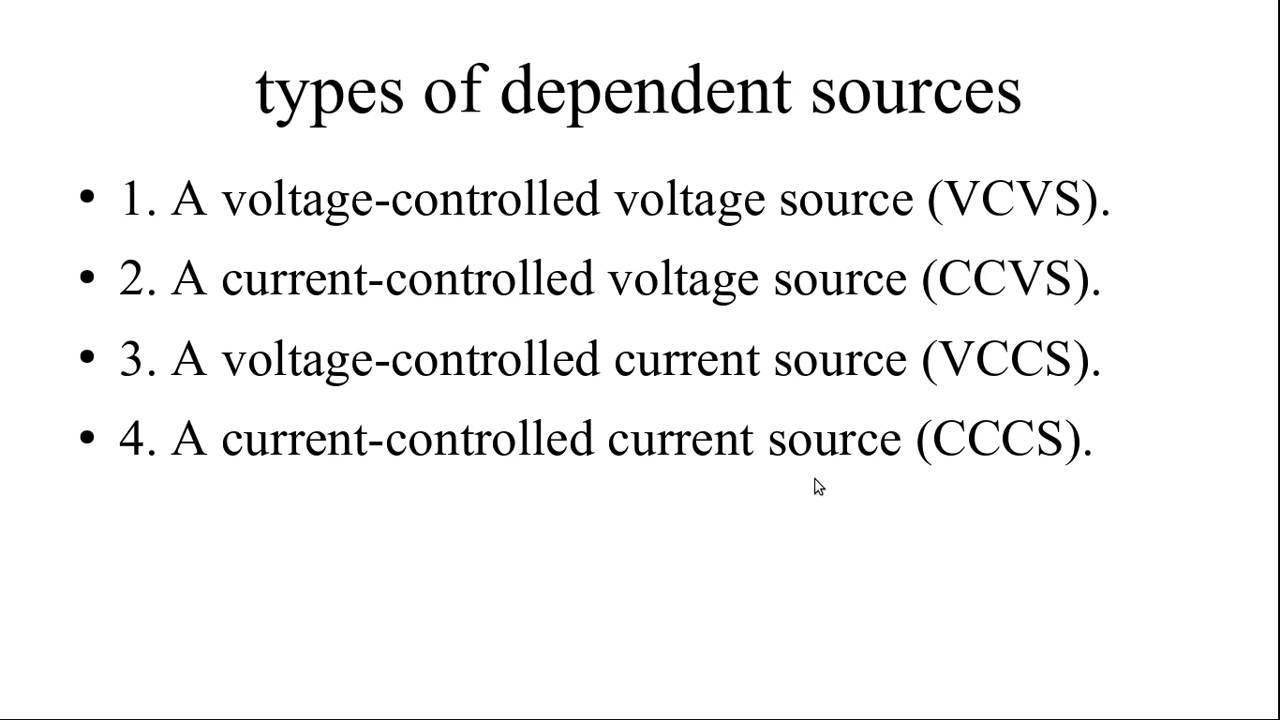 types of dependent sources
• 1. A voltage-controlled voltage source (VCVS).
• 2. A current-controlled voltage source (CCVS).
• 3. A voltage-controlled current source (VCCS).
• 4. A current-controlled current source (CCCS).